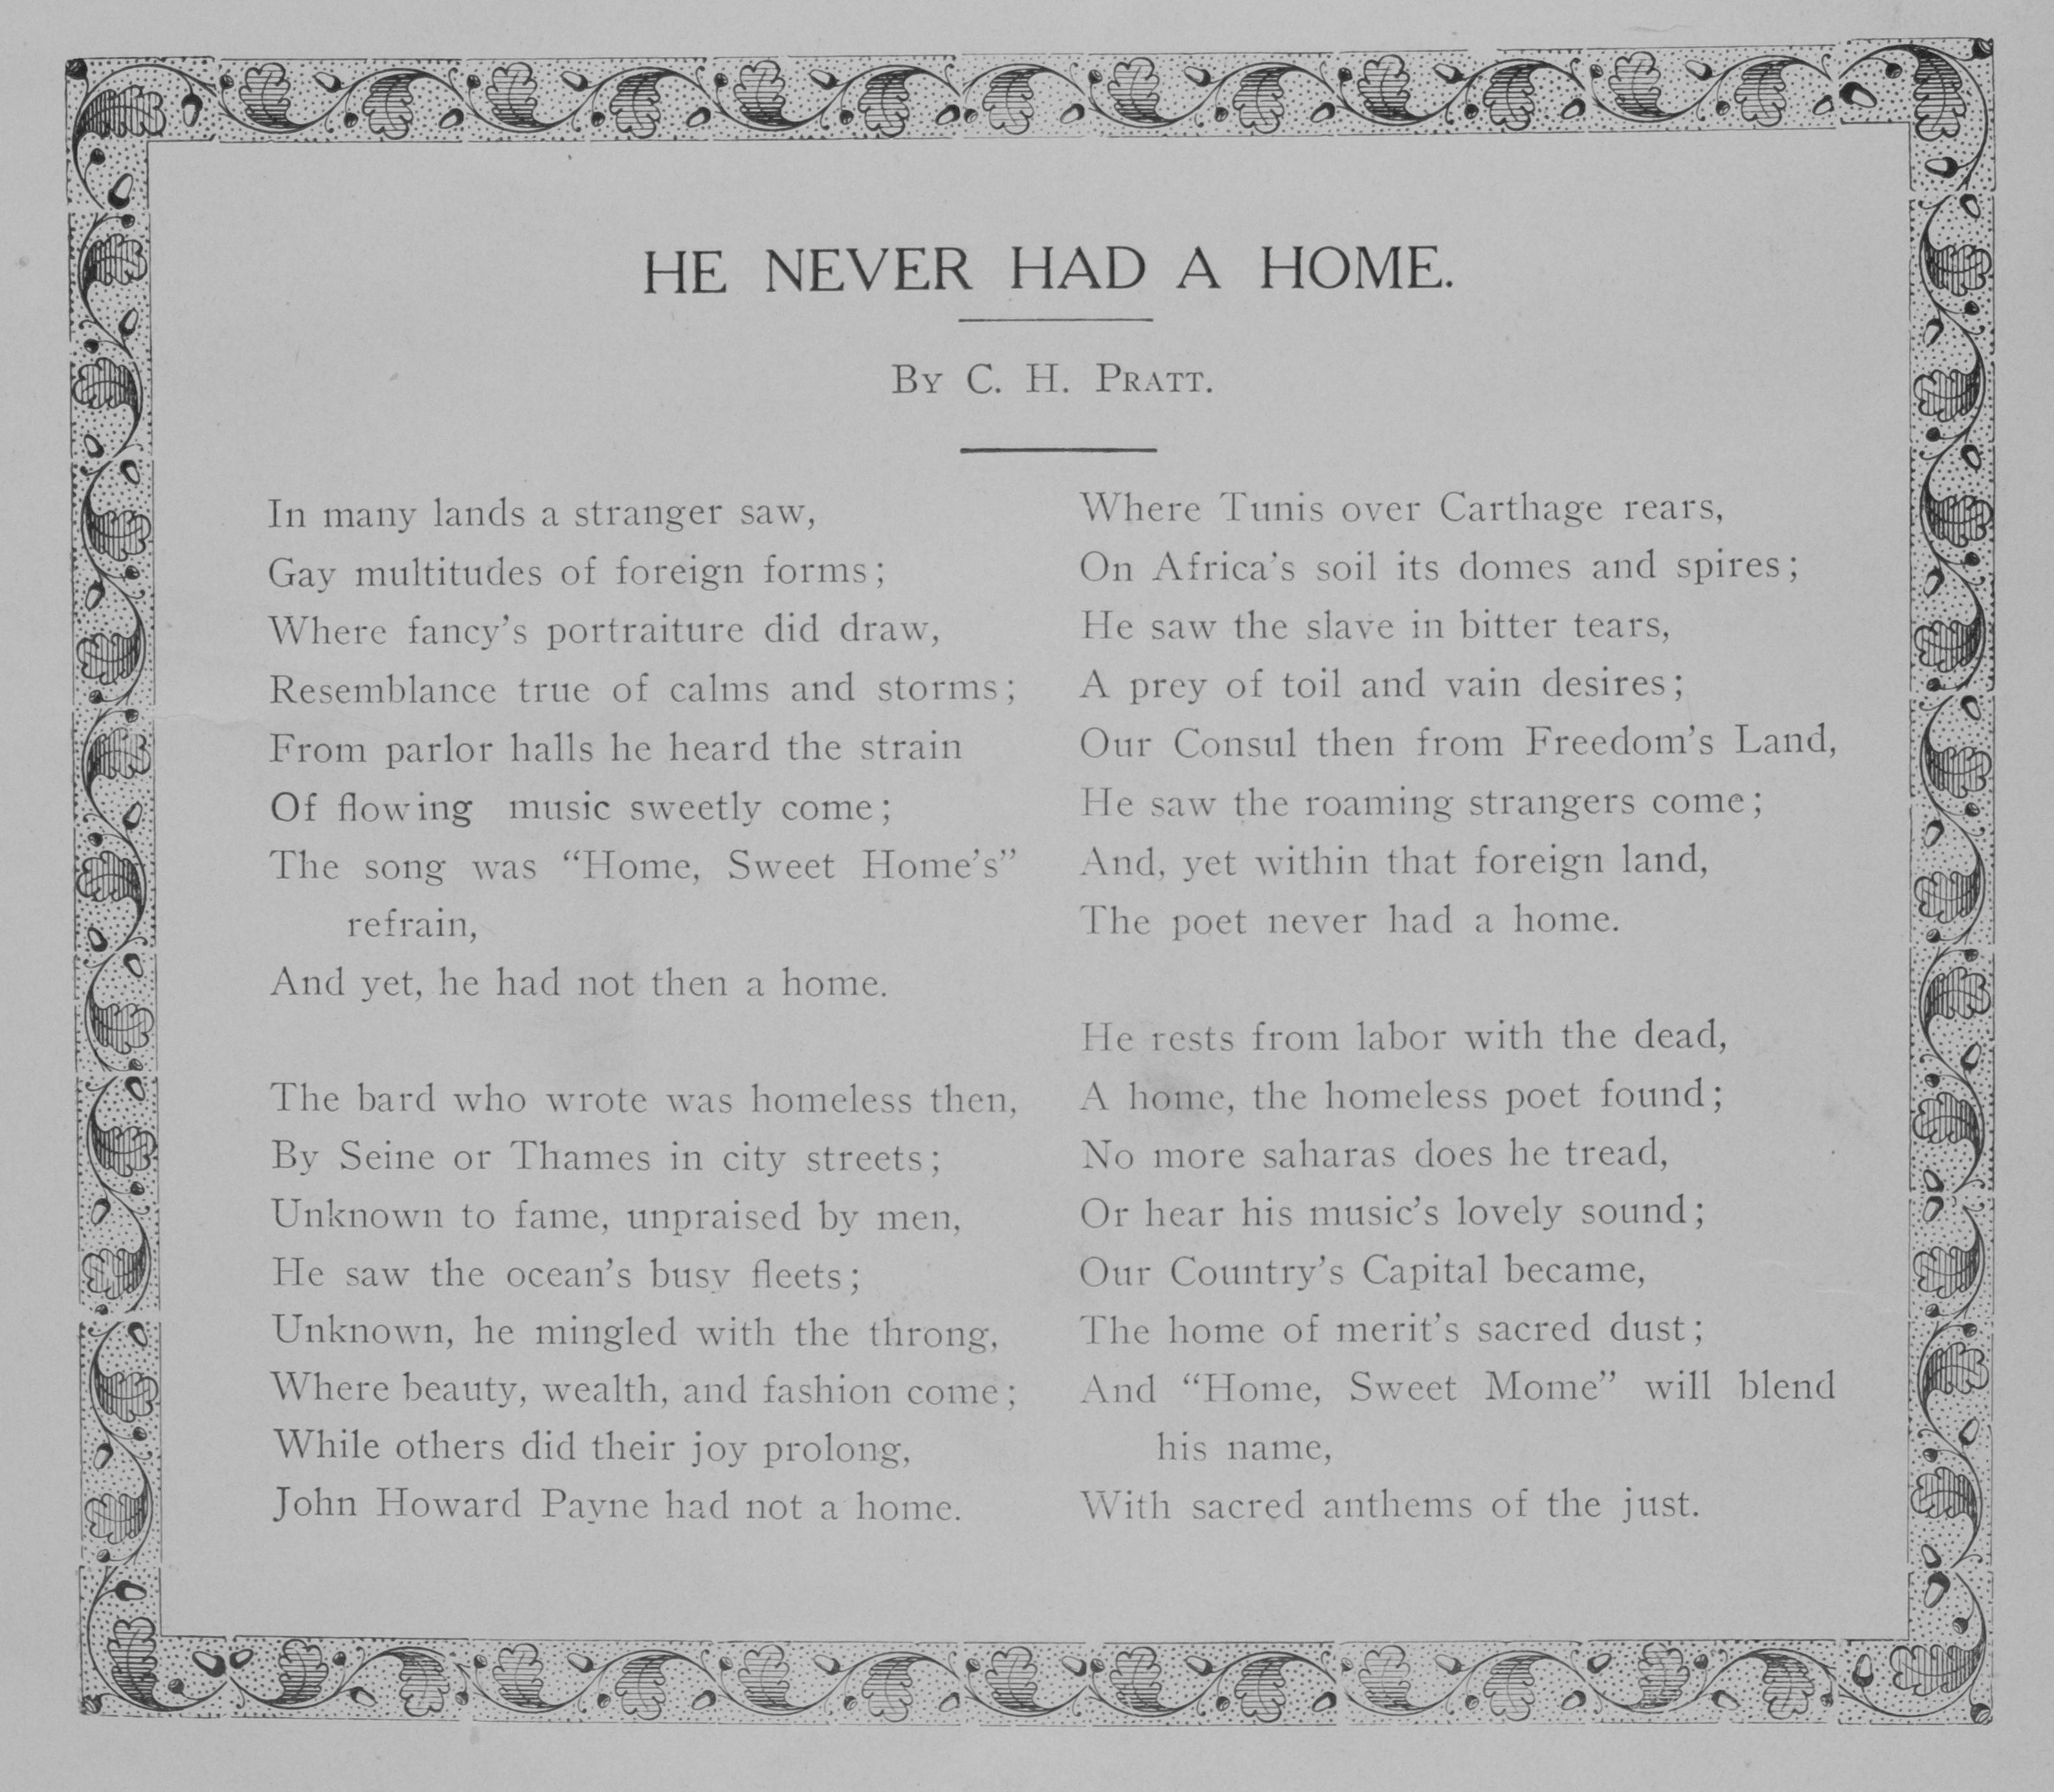 HE NEVER HAD A HOME.
BY C. H. PRATT.
In many lands a stranger saw,
Gay multitudes of foreign forms;
Where fancy's portraiture did draw,
Resemblance true of calms and storms;
From parlor halls he heard the strain
Of flowing music sweetly come;
The song was “Home, Sweet Home's”
refrain,
And yet, he had not then a home.
The bard who wrote was homeless then,
By Seine or Thames in city streets;
Unknown to fame, unpraised by men,
He saw the ocean's busy fleets;
Unknown, he mingled with the throng,
Where beauty, wealth, and fashion come;
While others did their joy prolong,
John Howard Payne had not a home.
Where Tunis over Carthage rears,
On Africa's soil its domes and spires;
He saw the slave in bitter tears,
A prey of toil and vain desires;
Our Consul then from Freedom's Land,
He saw the roaming strangers come;
And, yet within that foreign land,
The poet never had a home.
He rests from labor with the dead,
A home, the homeless poet found;
No more saharas does he tread,
Or hear his music's lovely sound;
Our Country's Capital became,
The home of merit's sacred dust;
And “Home, Sweet Mome” will blend
his name,
With sacred anthems of the just.